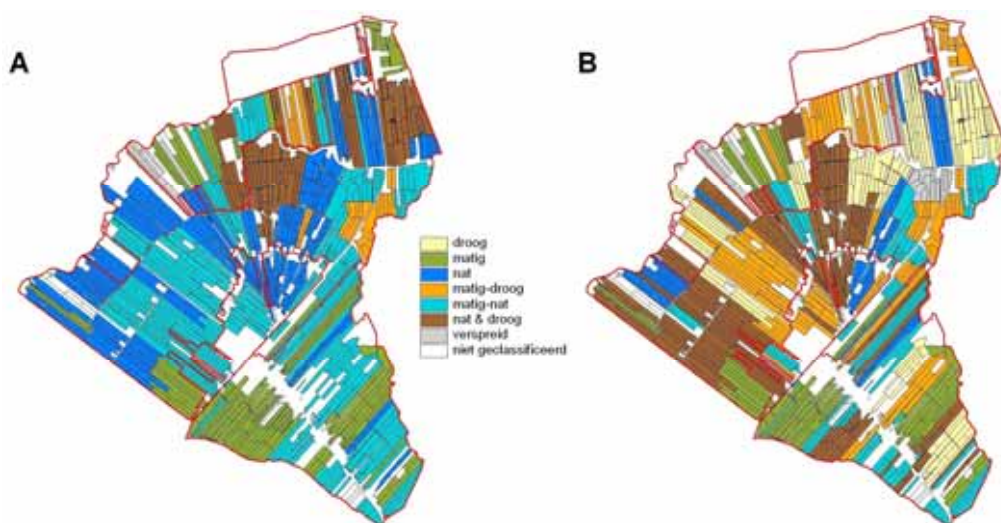 A
B
droog
matig
nat
matig-droog
matig-nat
nat & droog
verspreid
niet geclassificeerd